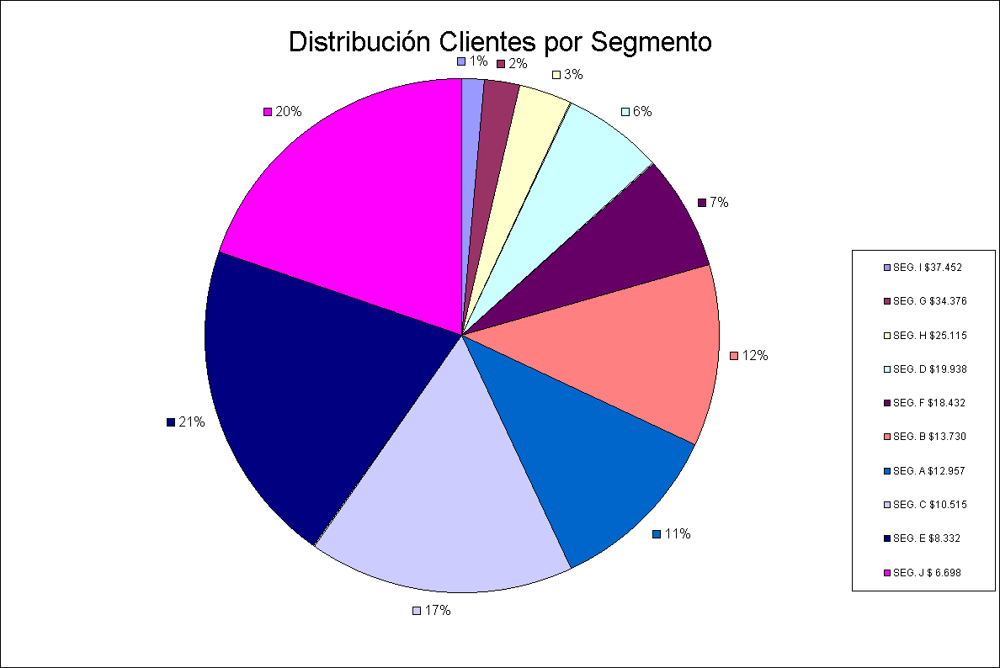 Distribución Clientes por Segmento
1%
2%
3%
6%
20%
7%
12%
21%
11%
17%
SEG. I $37.452
SEG. G $34.376
SEG. H $25.115
SEG. D $19.938
SEG. F $18.432
SEG. B $13.730
SEG. A $12.957
SEG. C $10.515
SEG. E $8.332
SEG. J $ 6.698